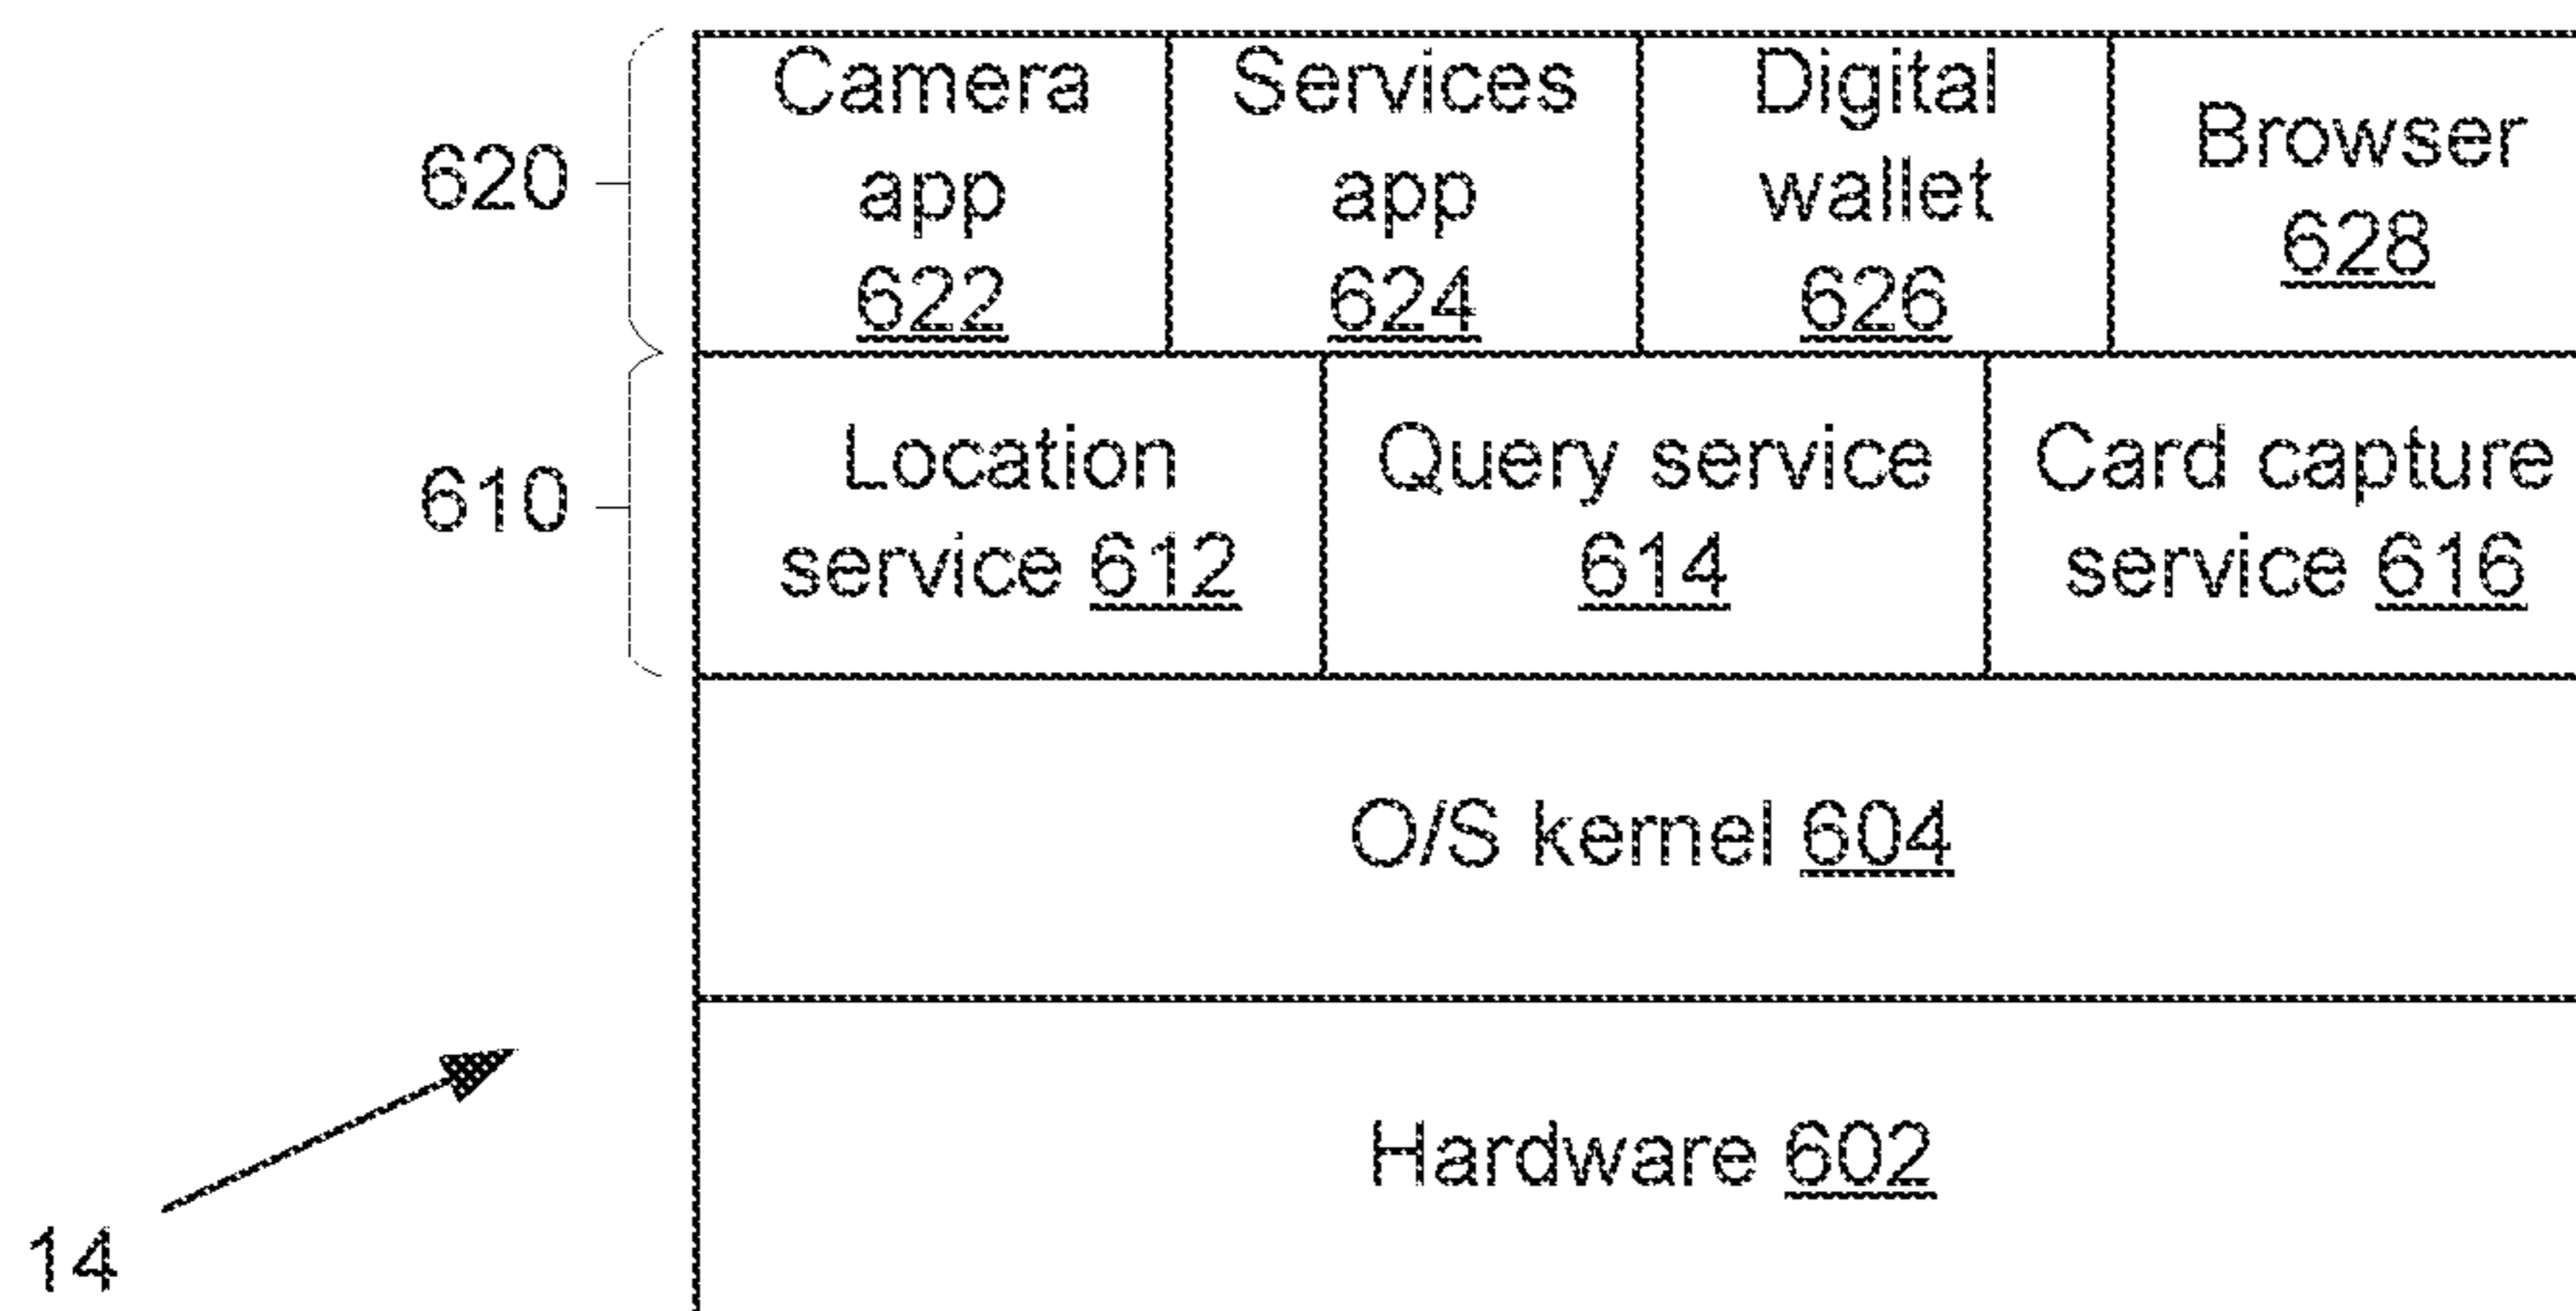 620
Camera
app
622
Services
app
624
Digital
wallet
626
Browser
628
610
Location
service 612
Query service
614
Card capture
service 616
O/S kernel 604
Hardware 602
14